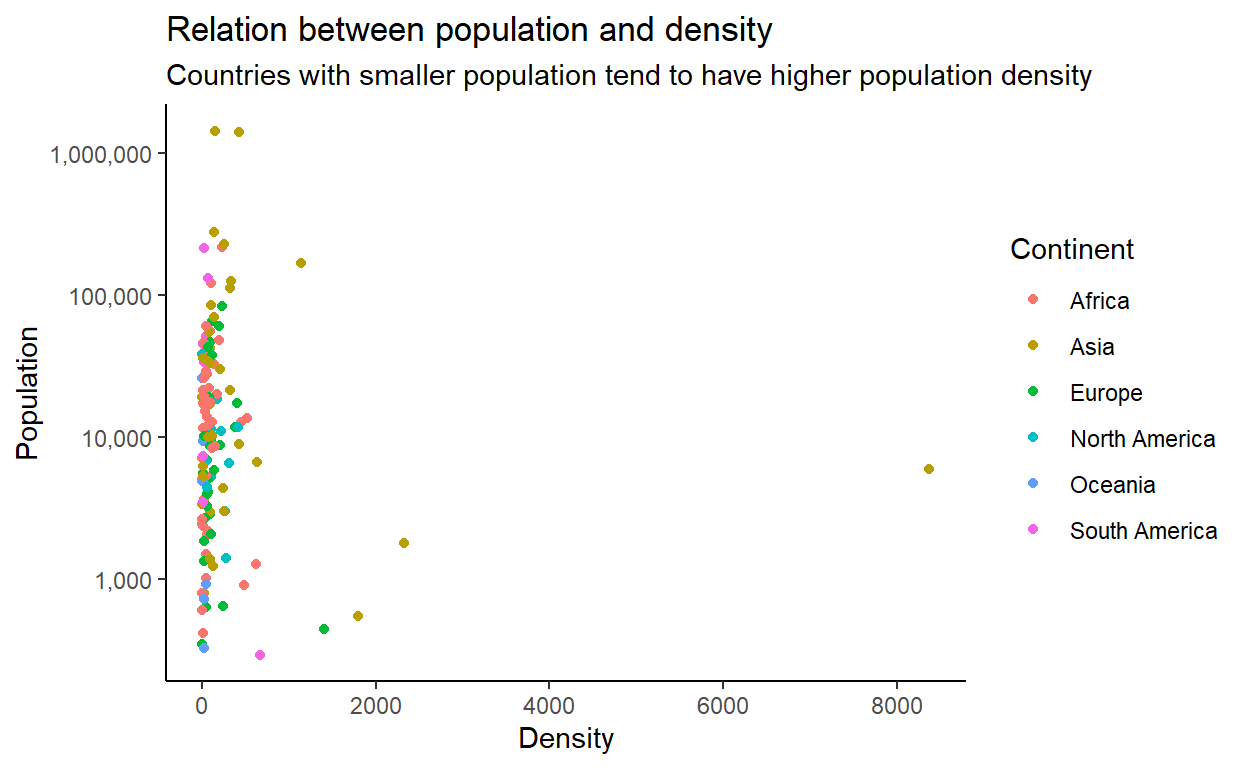 Relation between population and density
Countries with smaller population tend to have higher population density
1,000,000
100,000
10,000
1,000
Population
0 2000 4000 6000 8000
Density
Continent
Africa
Asia
Europe
North America
Oceania
South America